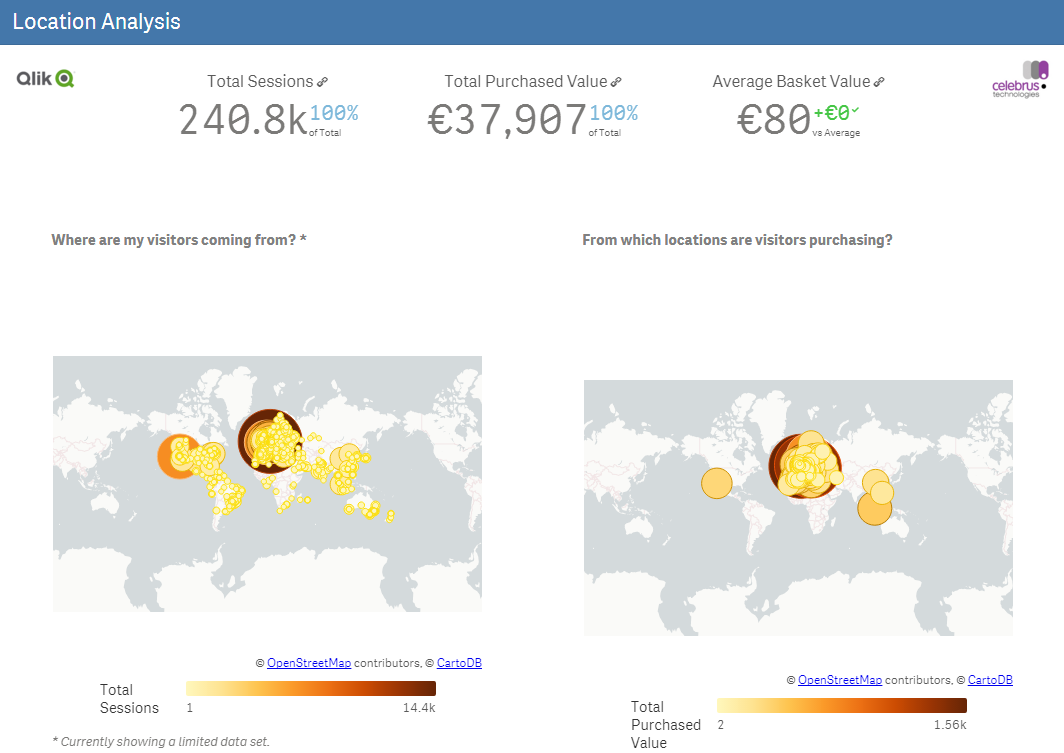 Location Analysis
Qlik
Total Sessions
240.8k 100% of Total
Total Purchased Value
€37,907 100% of Total
Average Basket Value
€80 +€0 vs Average
celebrus
technologies
Where are my visitors coming from? *
From which locations are visitors purchasing?
© OpenStreetMap contributors, © CartoDB
Total
Sessions
1 14.4k
* Currently showing a limited data set.
© OpenStreetMap contributors, © CartoDB
Total
Purchased
Value
2 1.56k